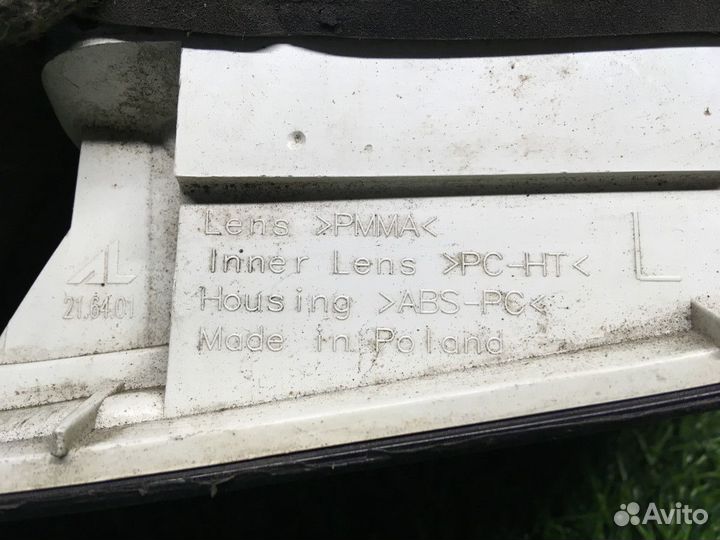 Lens >PMMA<
Inner Lens >PC-HT<
Housing >ABS-PC<
Made in Poland
L
AL
21.64.01
Avito